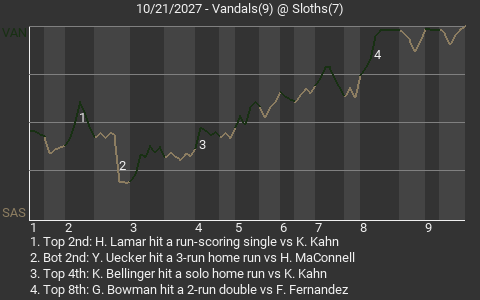 10/21/2027 - Vandals(9) @ Sloths(7)
VAN
4
1
2
3
SAS
1 2 3 4 5 6 7 8 9
1. Top 2nd: H. Lamar hit a run-scoring single vs K. Kahn
2. Bot 2nd: Y. Uecker hit a 3-run home run vs H. MaConnell
3. Top 4th: K. Bellinger hit a solo home run vs K. Kahn
4. Top 8th: G. Bowman hit a 2-run double vs F. Fernandez